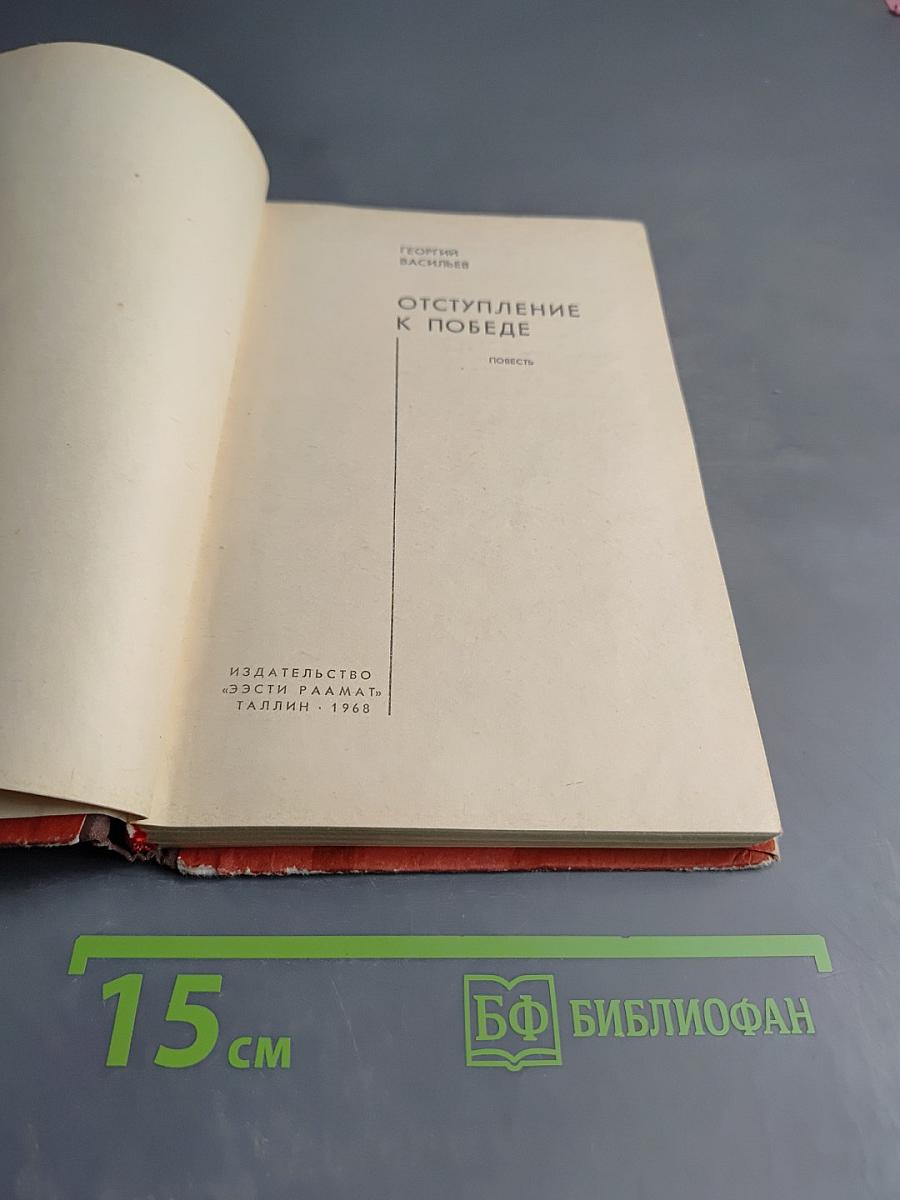 ГЕОРГИЙ
ВАСИЛЬЕВ
ОТСТУПЛЕНИЕ
К ПОБЕДЕ
ПОВЕСТЬ
ИЗДАТЕЛЬСТВО
«ЭЭСТИ РААМАТ»
ТАЛЛИН · 1968
15 см
БФ БИБЛИОФАН